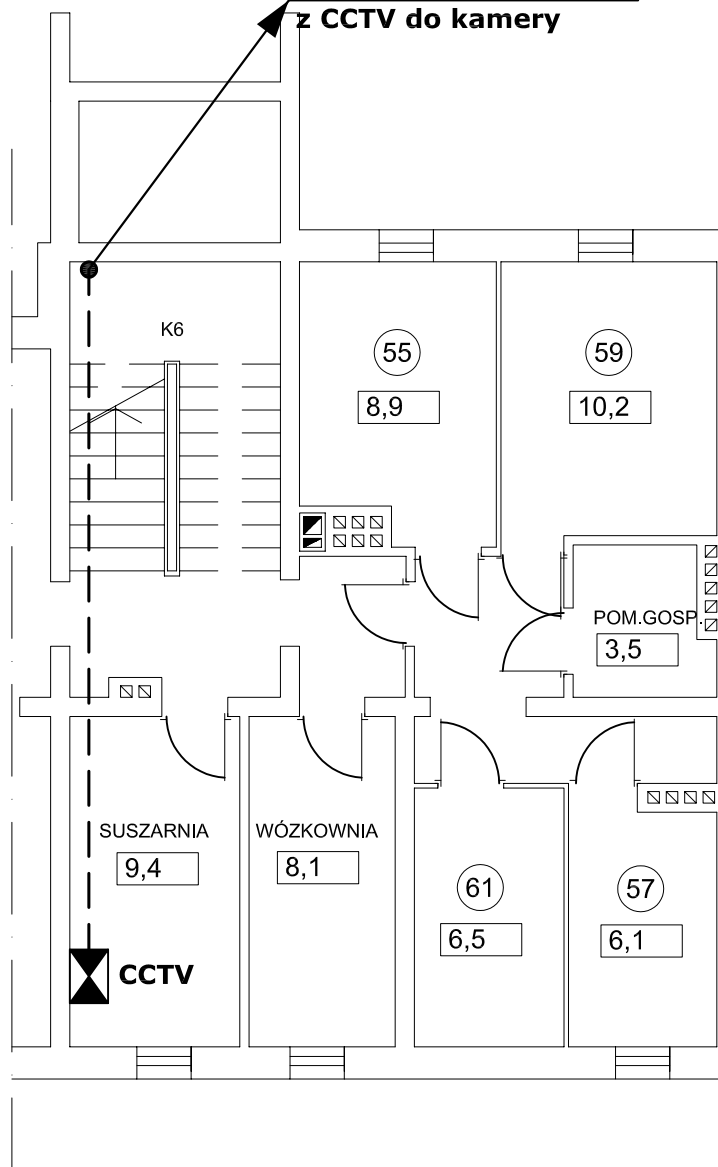 z CCTV do kamery
K6
55
8,9
59
10,2
POM.GOSP.
3,5
SUSZARNIA
9,4
WÓZKOWNIA
8,1
61
6,5
57
6,1
CCTV